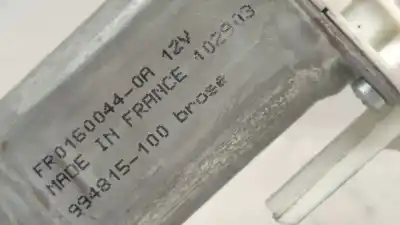 FR0160044-0A 12V
MADE IN FRANCE 102903
994815-100 brose